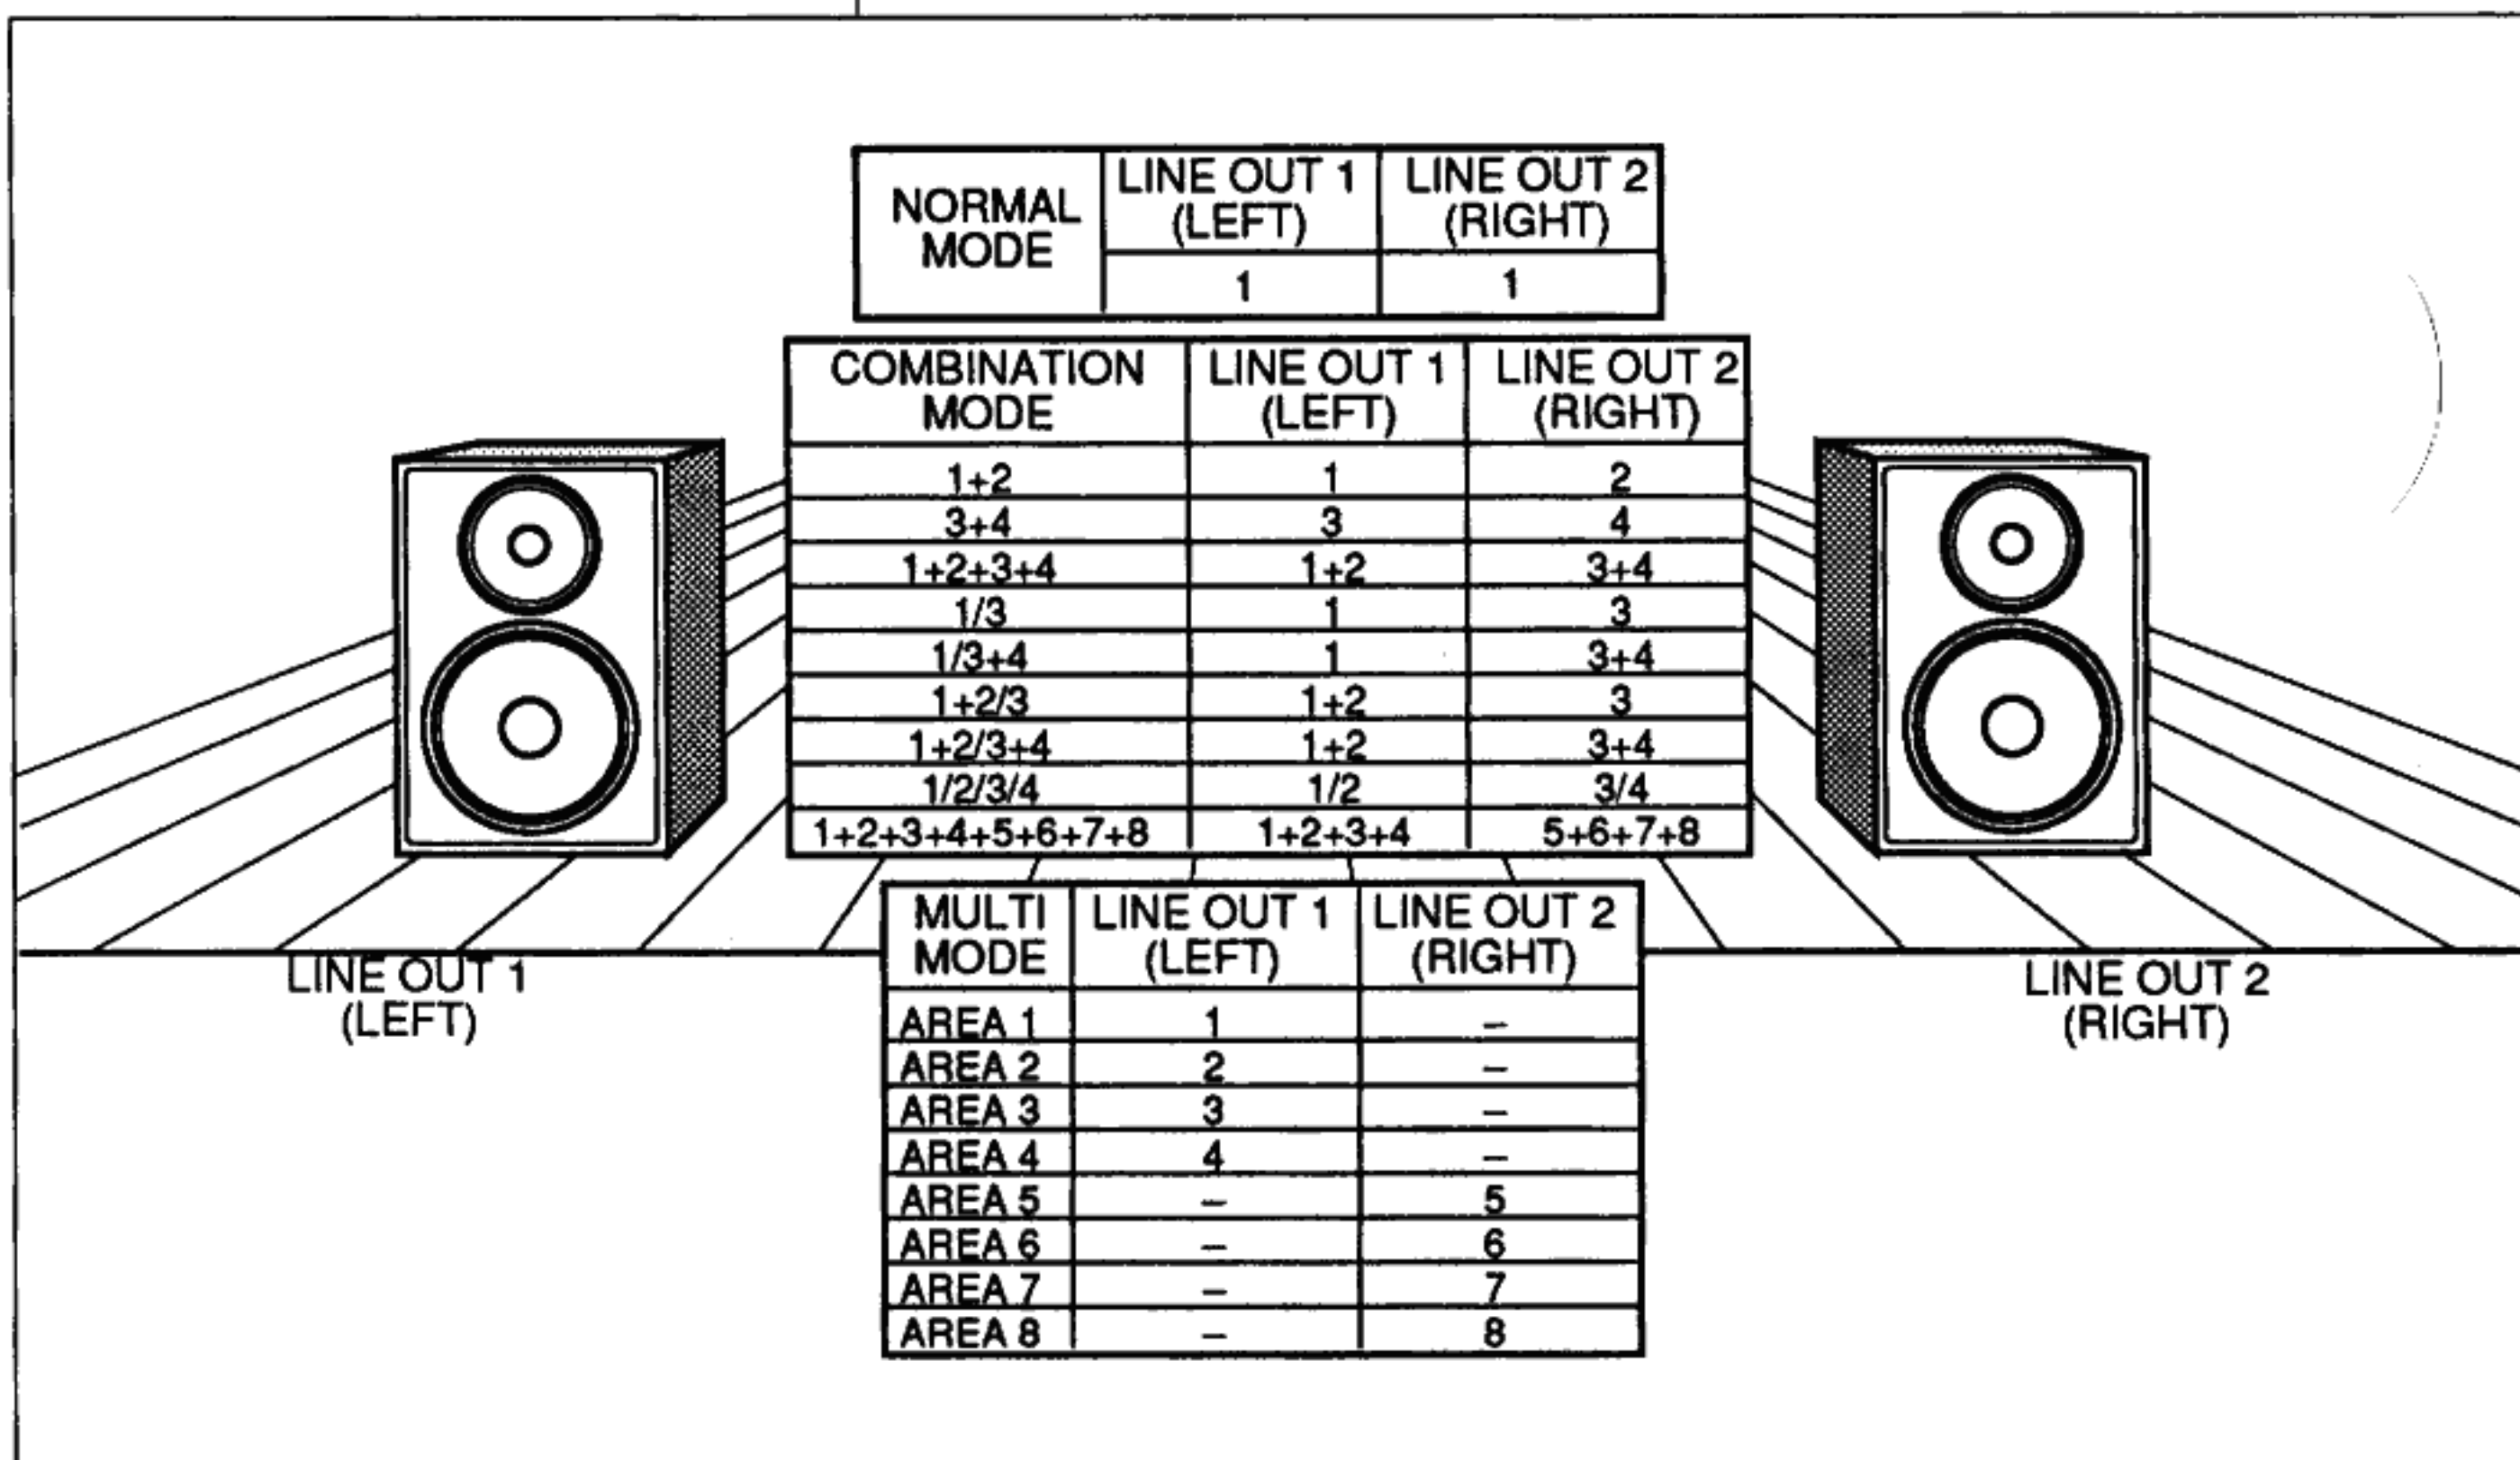 NORMAL MODE LINE OUT 1 (LEFT) LINE OUT 2 (RIGHT)
1 1
COMBINATION MODE LINE OUT 1 (LEFT) LINE OUT 2 (RIGHT)
1+2 1 2
3+4 3 4
1+2+3+4 1+2 3+4
1/3 1 3
1/3+4 1 3+4
1+2/3 1+2 3
1+2/3+4 1+2 3+4
1/2/3/4 1/2 3/4
1+2+3+4+5+6+7+8 1+2+3+4 5+6+7+8
MULTI MODE LINE OUT 1 (LEFT) LINE OUT 2 (RIGHT)
AREA 1 1 –
AREA 2 2 –
AREA 3 3 –
AREA 4 4 –
AREA 5 – 5
AREA 6 – 6
AREA 7 – 7
AREA 8 – 8
LINE OUT 1
(LEFT)
LINE OUT 2
(RIGHT)